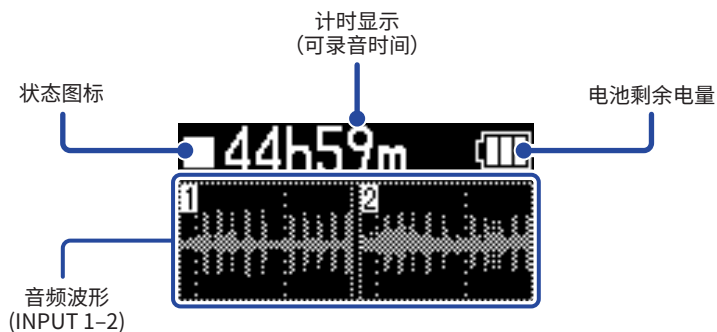 计时显示
（可录音时间）
状态图标
电池剩余电量
44h59m
1
2
音频波形
(INPUT 1–2)